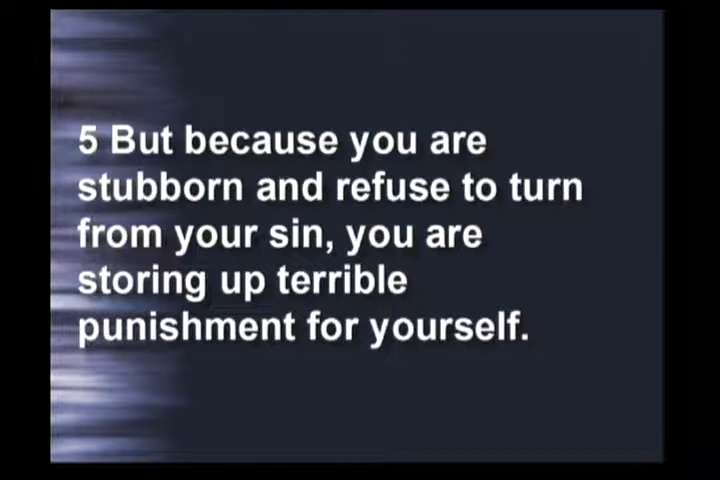 5 But because you are
stubborn and refuse to turn
from your sin, you are
storing up terrible
punishment for yourself.